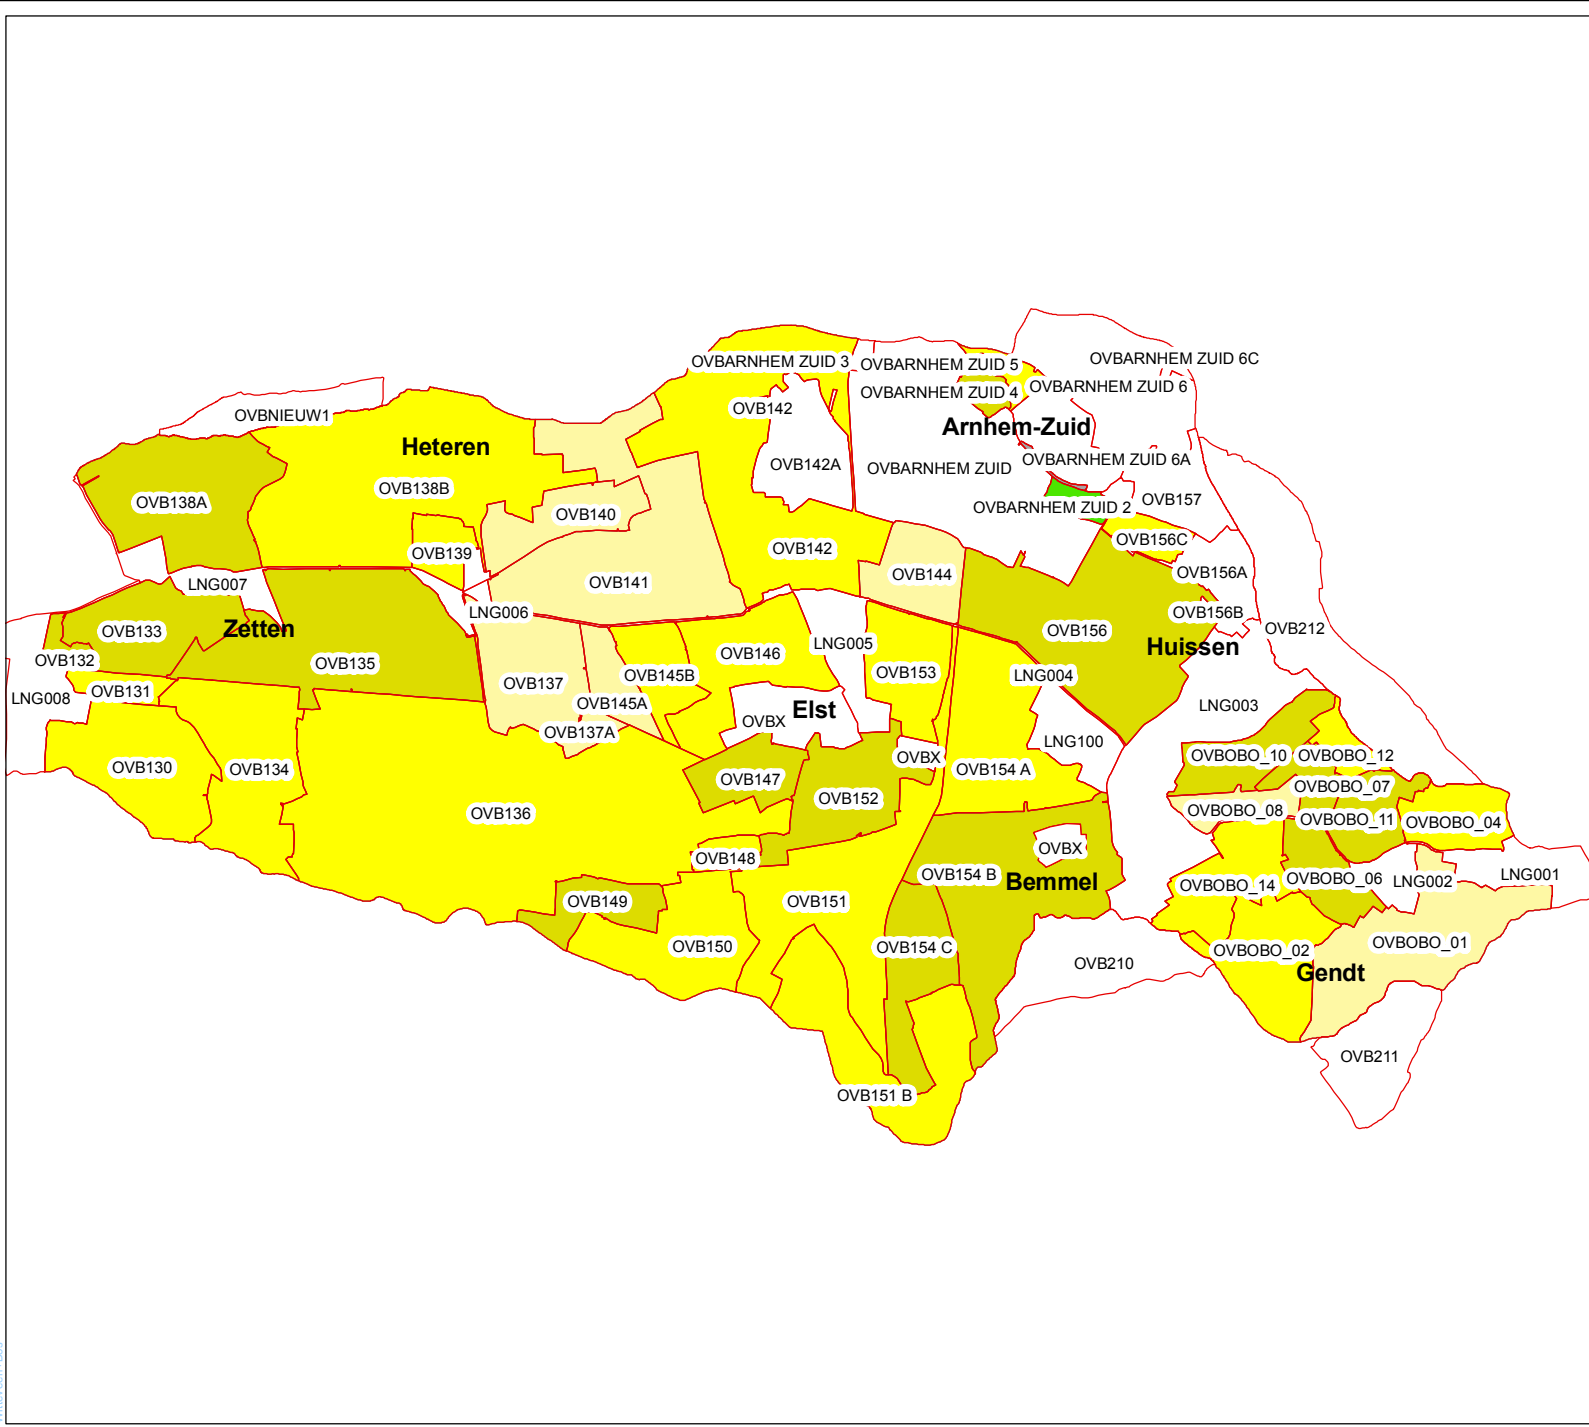 OVBARNHEM ZUID 3
OVBARNHEM ZUID 5
OVBARNHEM ZUID 6C
OVBARNHEM ZUID 4
OVBARNHEM ZUID 6
OVBNIEUW1
OVB142
Arnhem-Zuid
Heteren
OVB142A
OVBARNHEM ZUID
OVBARNHEM ZUID 6A
OVB138A
OVB138B
OVB140
OVBARNHEM ZUID 2
OVB157
OVB139
OVB142
OVB156C
LNG007
OVB141
OVB144
OVB156A
LNG006
OVB156B
OVB133
Zetten
OVB156
OVB212
OVB132
OVB135
OVB146
LNG005
Huissen
LNG008
OVB131
OVB137
OVB145B
OVB153
LNG004
OVB145A
OVBX
Elst
LNG003
OVB137A
LNG100
OVB130
OVB134
OVB147
OVBX
OVB154 A
OVBOBO_10
OVBOBO_12
OVB136
OVB152
OVBOBO_07
OVBOBO_08
OVBOBO_11
OVBOBO_04
OVB148
OVBX
OVB154 B
Bemmel
OVBOBO_14
OVBOBO_06
LNG002
LNG001
OVB149
OVB151
OVB150
OVB154 C
OVB210
OVBOBO_02
OVBOBO_01
Gendt
OVB211
OVB151 B